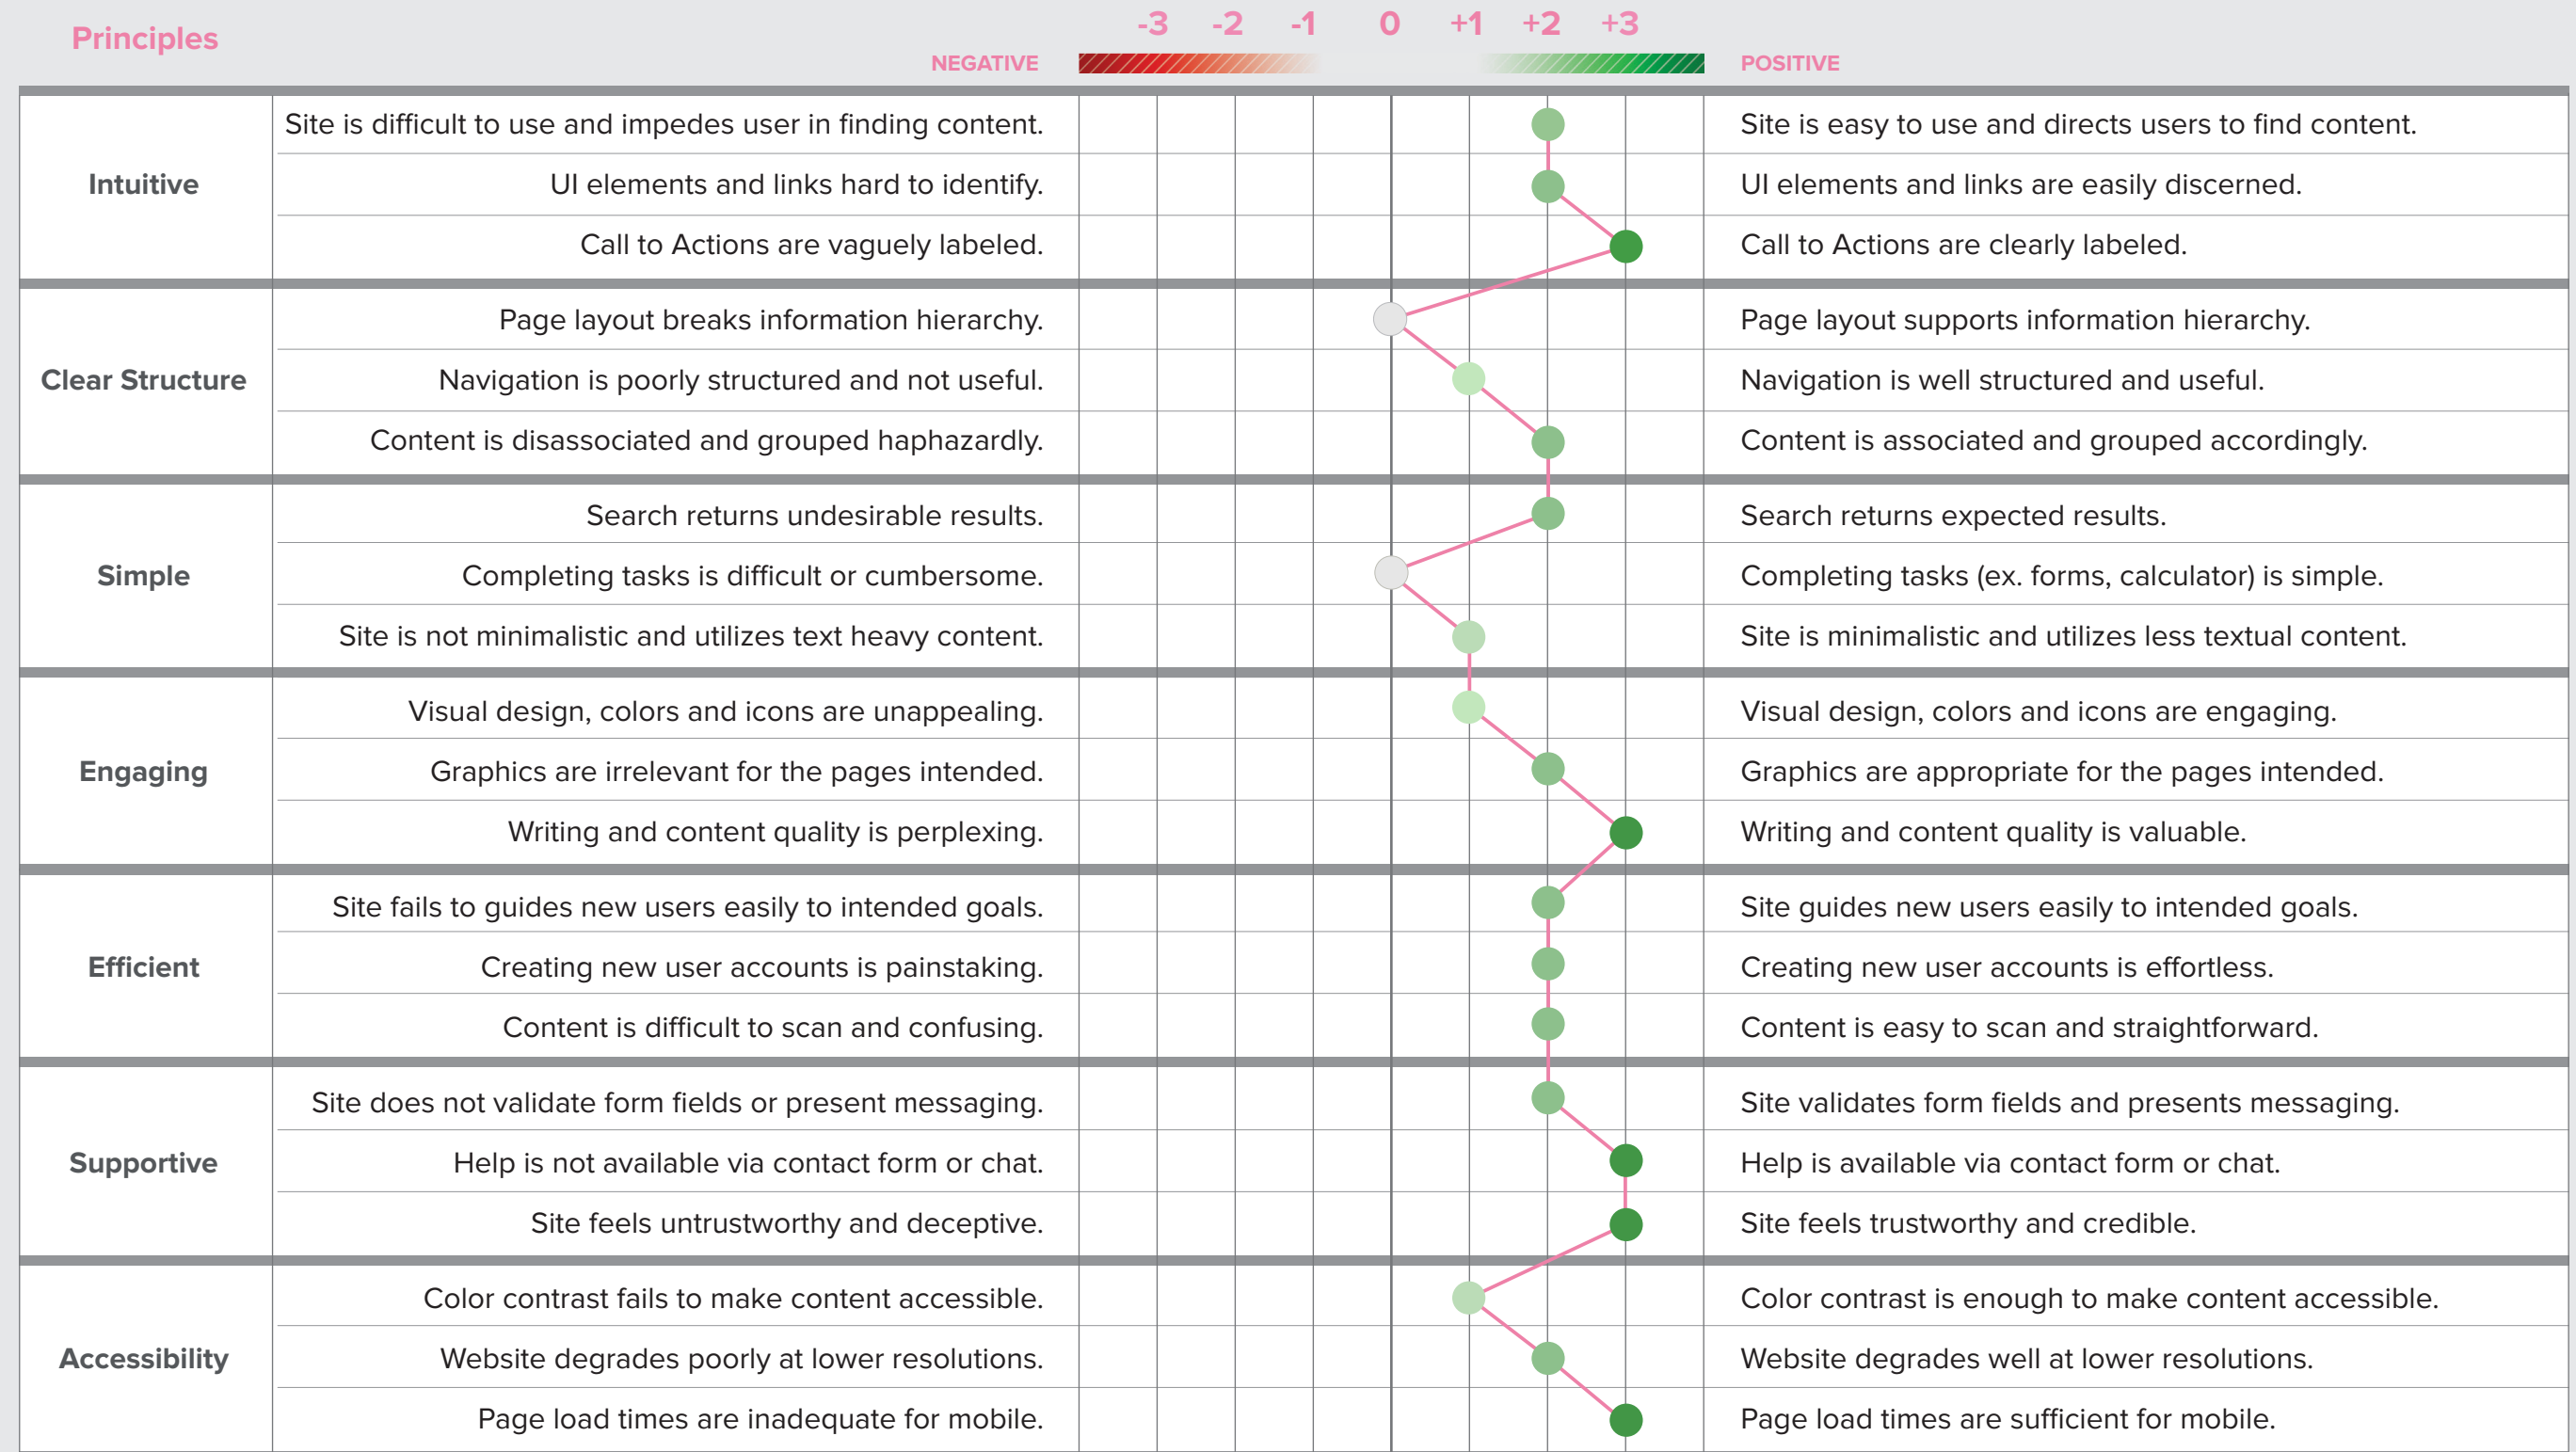 Principles
-3 -2 -1 0 +1 +2 +3
NEGATIVE POSITIVE
Intuitive
Site is difficult to use and impedes user in finding content. Site is easy to use and directs users to find content.
UI elements and links hard to identify. UI elements and links are easily discerned.
Call to Actions are vaguely labeled. Call to Actions are clearly labeled.
Clear Structure
Page layout breaks information hierarchy. Page layout supports information hierarchy.
Navigation is poorly structured and not useful. Navigation is well structured and useful.
Content is disassociated and grouped haphazardly. Content is associated and grouped accordingly.
Simple
Search returns undesirable results. Search returns expected results.
Completing tasks is difficult or cumbersome. Completing tasks (ex. forms, calculator) is simple.
Site is not minimalistic and utilizes text heavy content. Site is minimalistic and utilizes less textual content.
Engaging
Visual design, colors and icons are unappealing. Visual design, colors and icons are engaging.
Graphics are irrelevant for the pages intended. Graphics are appropriate for the pages intended.
Writing and content quality is perplexing. Writing and content quality is valuable.
Efficient
Site fails to guides new users easily to intended goals. Site guides new users easily to intended goals.
Creating new user accounts is painstaking. Creating new user accounts is effortless.
Content is difficult to scan and confusing. Content is easy to scan and straightforward.
Supportive
Site does not validate form fields or present messaging. Site validates form fields and presents messaging.
Help is not available via contact form or chat. Help is available via contact form or chat.
Site feels untrustworthy and deceptive. Site feels trustworthy and credible.
Accessibility
Color contrast fails to make content accessible. Color contrast is enough to make content accessible.
Website degrades poorly at lower resolutions. Website degrades well at lower resolutions.
Page load times are inadequate for mobile. Page load times are sufficient for mobile.